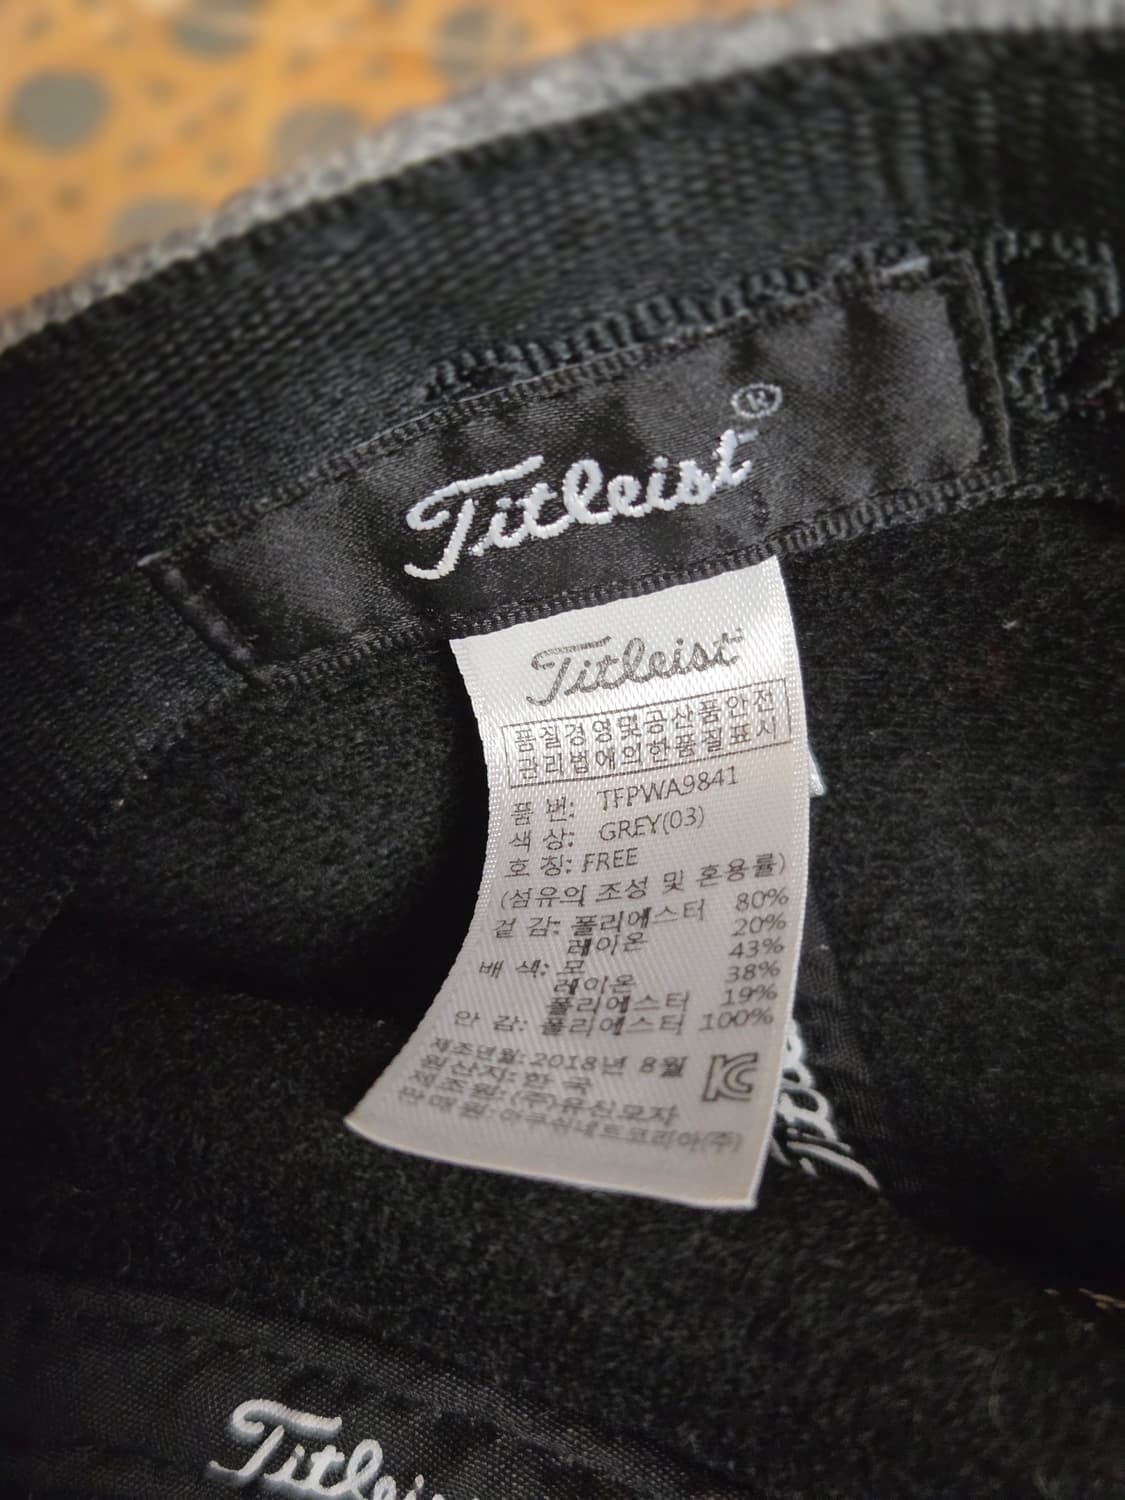 Titleist®
Titleist
품질경영및공산품안전
관리법에의한품질표시
품 번: TFPWA9841
색 상: GREY(03)
호 칭: FREE
(섬유의 조성 및 혼용률)
겉 감: 폴리에스터 80%
레이온 20%
배 색: 모 43%
레이온 38%
폴리에스터 19%
안 감: 폴리에스터 100%
제조년월: 2018년 8월
원산지: 한 국
제조원: (주)유신모자
판매원: 아쿠쉬네트코리아(주)
KC
Titleist